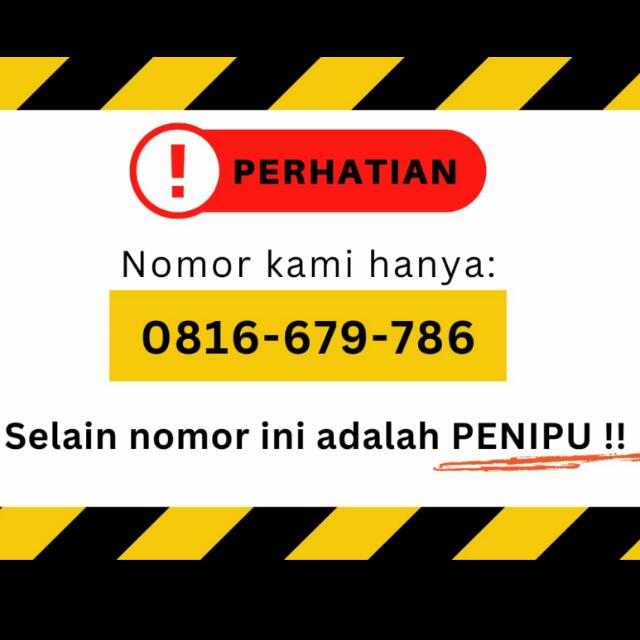 !
PERHATIAN
Nomor kami hanya:
0816-679-786
Selain nomor ini adalah PENIPU !!